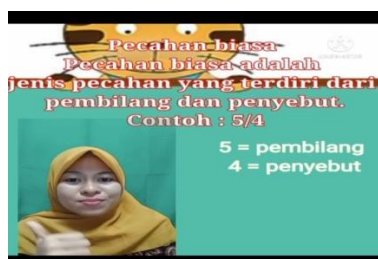 Pecahan biasa
Pecahan biasa adalah
jenis pecahan yang terdiri dari
pembilang dan penyebut.
Contoh : 5/4
5 = pembilang
4 = penyebut